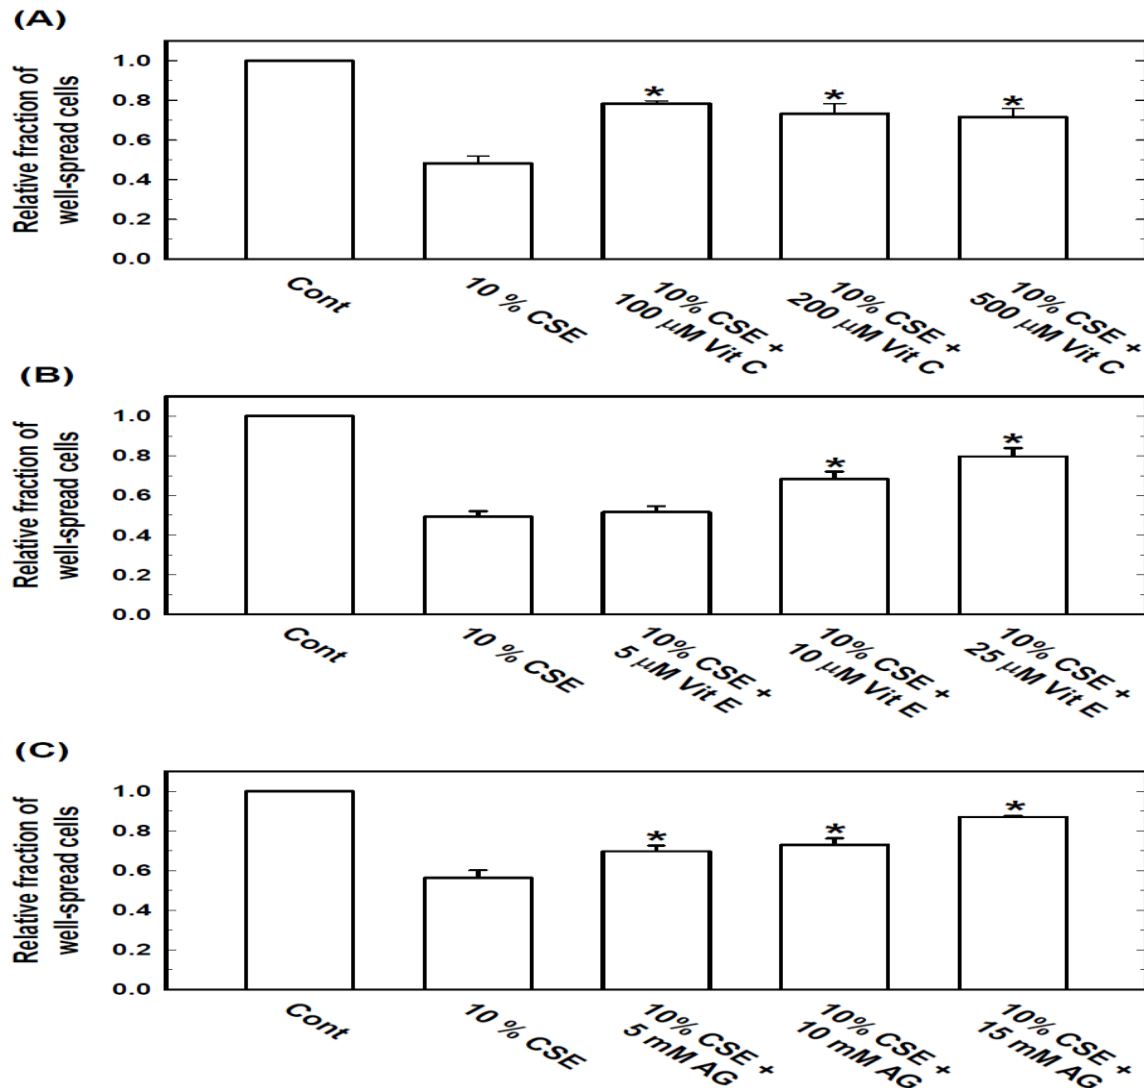 (A)
Relative fraction of
well-spread cells
1.0
0.8
0.6
0.4
0.2
0.0
*
*
*
Cont
10 % CSE
10% CSE +
100 μM Vit C
10% CSE +
200 μM Vit C
10% CSE +
500 μM Vit C
(B)
Relative fraction of
well-spread cells
1.0
0.8
0.6
0.4
0.2
0.0
*
*
Cont
10 % CSE
10% CSE +
5 μM Vit E
10% CSE +
10 μM Vit E
10% CSE +
25 μM Vit E
(C)
Relative fraction of
well-spread cells
1.0
0.8
0.6
0.4
0.2
0.0
*
*
*
Cont
10 % CSE
10% CSE +
5 mM AG
10% CSE +
10 mM AG
10% CSE +
15 mM AG